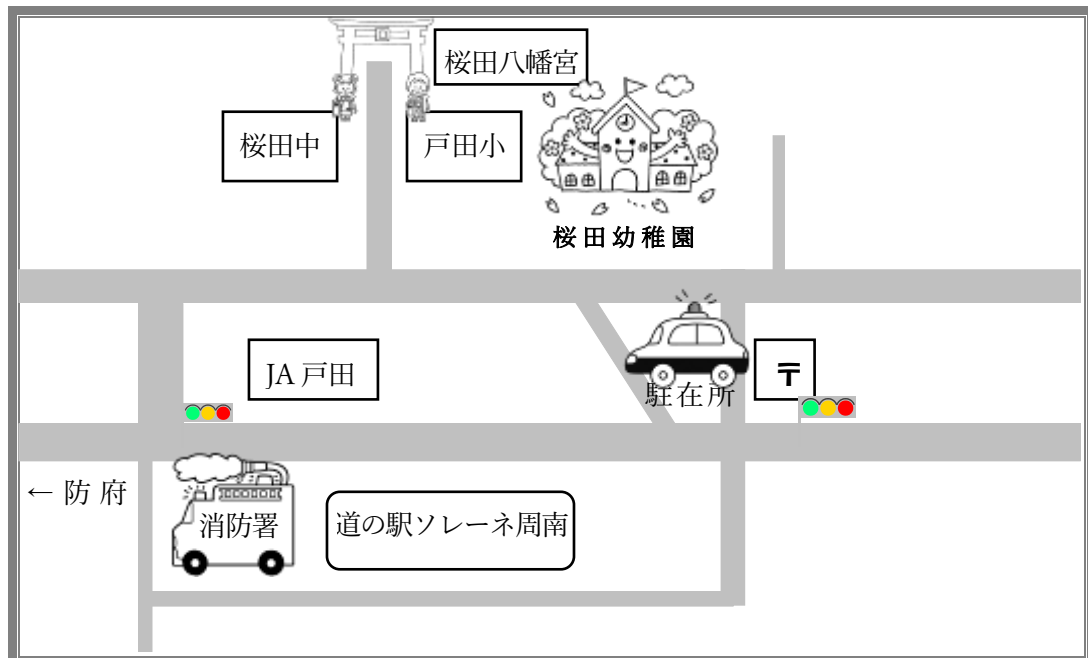 桜田八幡宮
桜田中
戸田小
桜田幼稚園
JA戸田
駐在所
〒
←防府
消防署
道の駅ソレーネ周南